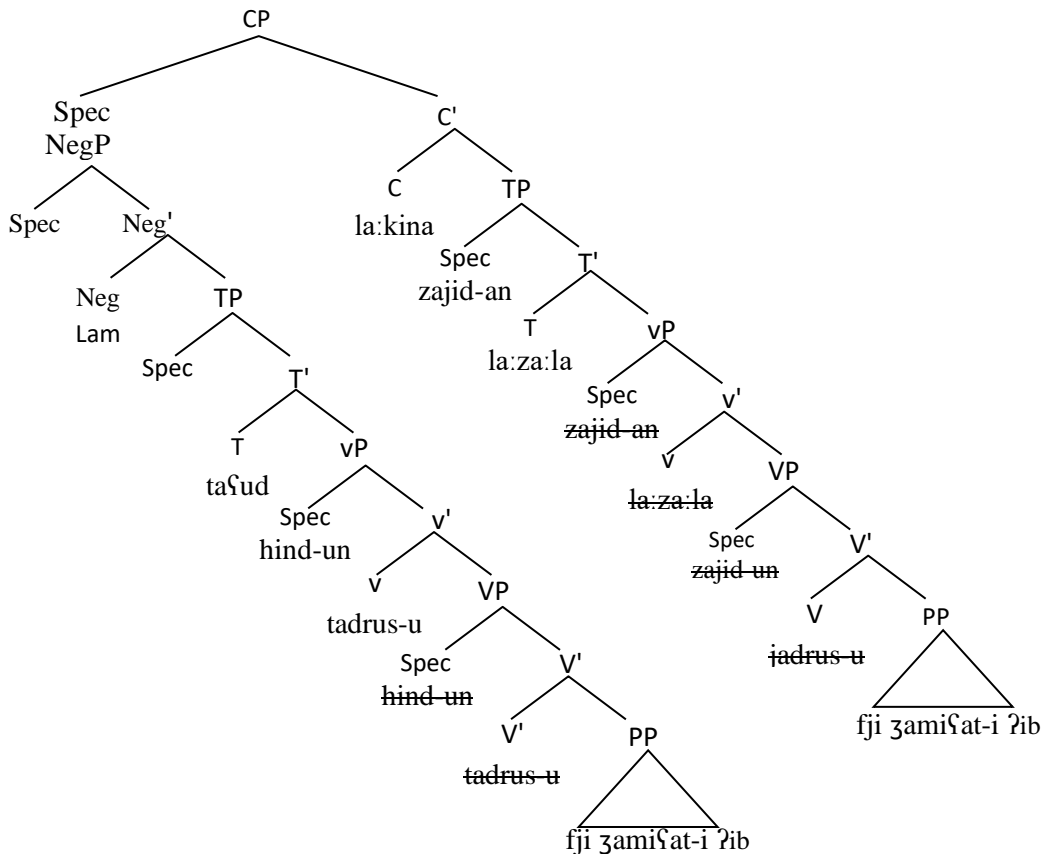 CP
Spec
C'
NegP
C
TP
Spec
Neg'
la:kina
Spec
T'
zajid-an
Neg
TP
T
vP
Lam
la:za:la
Spec
T'
Spec
v'
zajid-an
T
vP
v
VP
taʕud
la:za:la
Spec
v'
Spec
V'
hind-un
zajid-un
v
VP
V
PP
tadrus-u
jadrus-u
Spec
V'
hind-un
fji ʒamiʕat-i ʔib
V'
PP
tadrus-u
fji ʒamiʕat-i ʔib